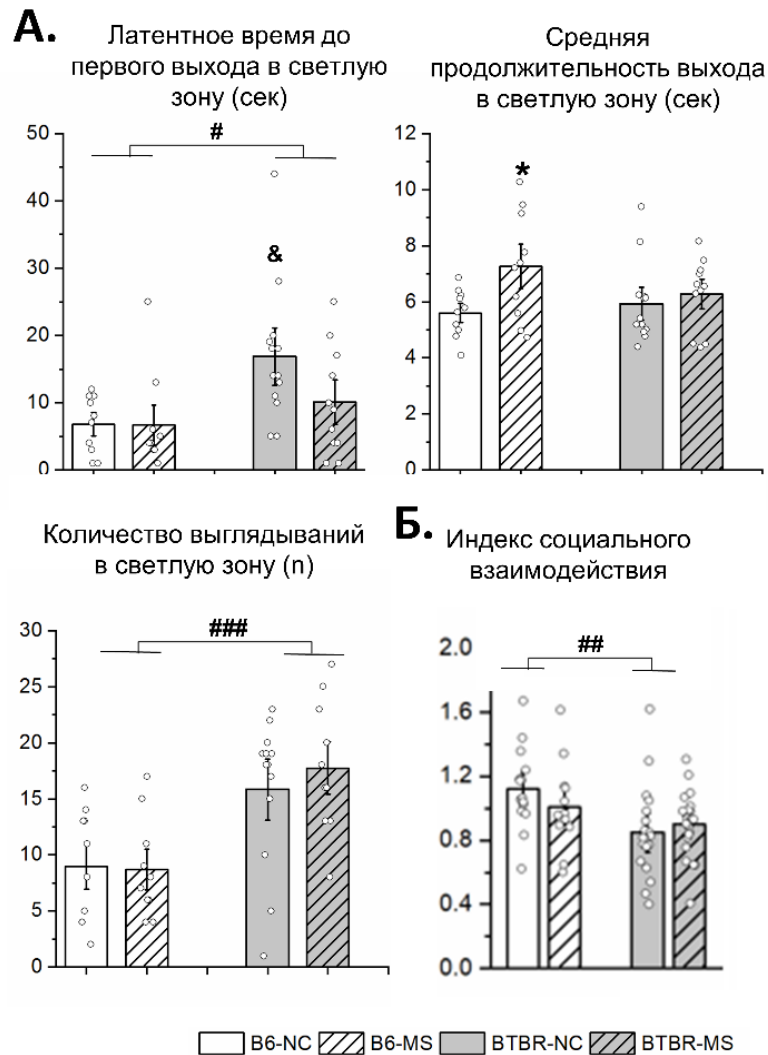 А.
Латентное время до
первого выхода в светлую
зону (сек)
#
50
40
30
20
10
0
&
Средняя
продолжительность выхода
в светлую зону (сек)
12
10
8
6
4
2
0
*
Количество выглядываний
в светлую зону (n)
###
30
25
20
15
10
5
0
Б.
Индекс социального
взаимодействия
##
2.0
1.6
1.2
0.8
0.4
0.0
B6-NC B6-MS BTBR-NC BTBR-MS